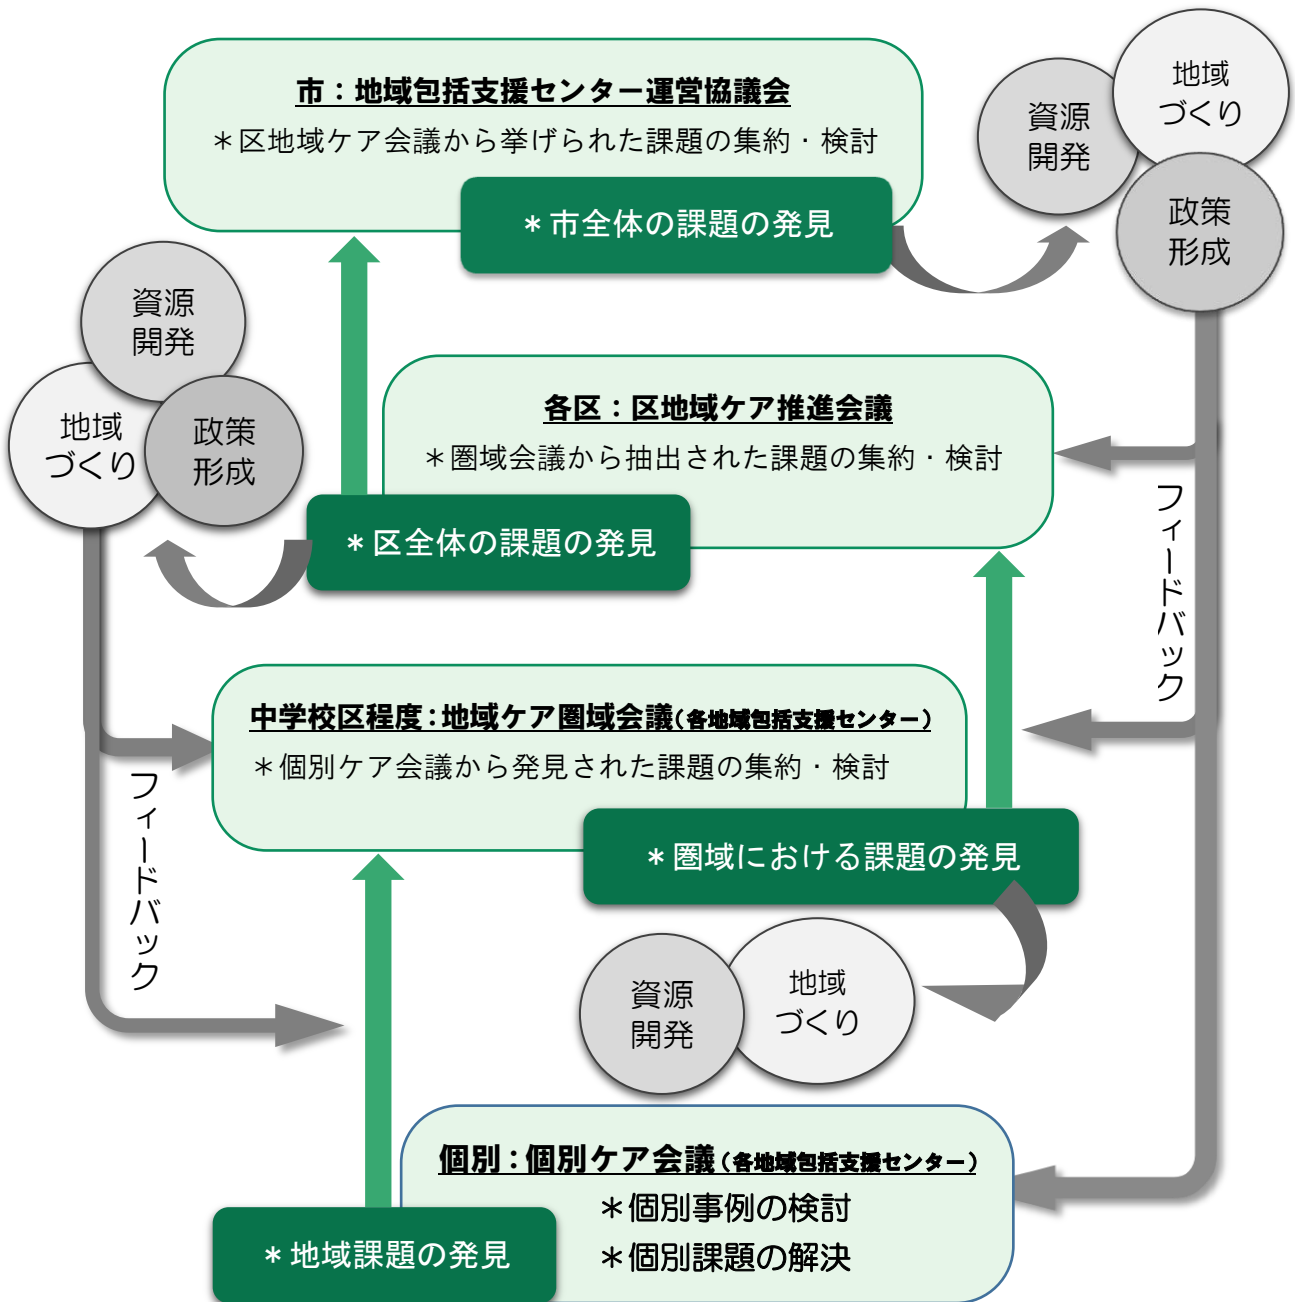 市：地域包括支援センター運営協議会
＊区地域ケア会議から挙げられた課題の集約・検討
＊市全体の課題の発見
資源
開発
地域
づくり
政策
形成
資源
開発
地域
づくり
政策
形成
各区：区地域ケア推進会議
＊圏域会議から抽出された課題の集約・検討
＊区全体の課題の発見
フィードバック
中学校区程度：地域ケア圏域会議（各地域包括支援センター）
＊個別ケア会議から発見された課題の集約・検討
＊圏域における課題の発見
フィードバック
資源
開発
地域
づくり
個別：個別ケア会議（各地域包括支援センター）
＊個別事例の検討
＊個別課題の解決
＊地域課題の発見